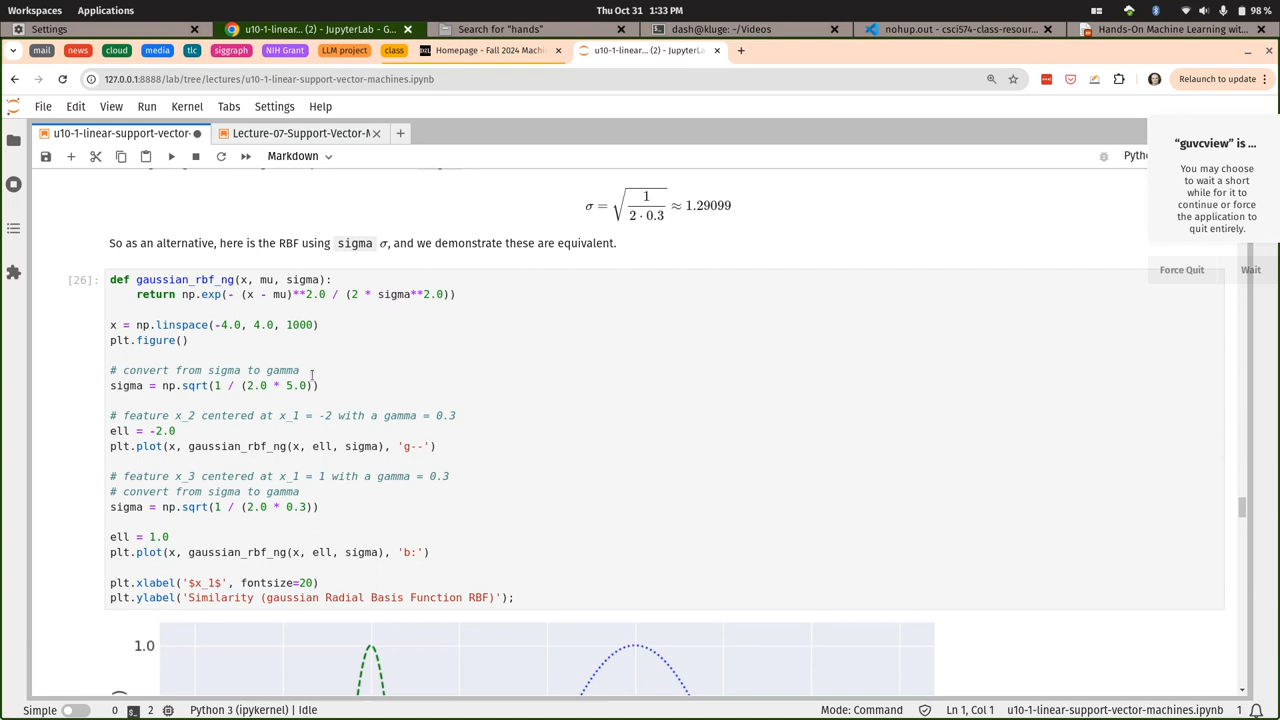 Workspaces Applications Thu Oct 31 1:33 PM 98 %
Settings u10-1-linear... (2) - JupyterLab - G... Search for “hands” dash@kluge: ~/Videos nohup.out - csci574-class-resour... Hands-On Machine Learning wit...
mail news cloud media tlc siggraph NIH Grant LLM project class Homepage - Fall 2024 Machin u10-1-linear... (2) - JupyterL
127.0.0.1:8888/lab/tree/lectures/u10-1-linear-support-vector-machines.ipynb Relaunch to update
File Edit View Run Kernel Tabs Settings Help
u10-1-linear-support-vector- Lecture-07-Support-Vector-M
Markdown Pyth
“guvcview” is ...
You may choose
to wait a short
while for it to
continue or force
the application to
quit entirely.
Force Quit Wait
σ = √(1 / (2 · 0.3)) ≈ 1.29099
So as an alternative, here is the RBF using sigma σ, and we demonstrate these are equivalent.
[26]: def gaussian_rbf_ng(x, mu, sigma):
return np.exp(- (x - mu)**2.0 / (2 * sigma**2.0))
x = np.linspace(-4.0, 4.0, 1000)
plt.figure()
# convert from sigma to gamma
sigma = np.sqrt(1 / (2.0 * 5.0))
# feature x_2 centered at x_1 = -2 with a gamma = 0.3
ell = -2.0
plt.plot(x, gaussian_rbf_ng(x, ell, sigma), 'g--')
# feature x_3 centered at x_1 = 1 with a gamma = 0.3
# convert from sigma to gamma
sigma = np.sqrt(1 / (2.0 * 0.3))
ell = 1.0
plt.plot(x, gaussian_rbf_ng(x, ell, sigma), 'b:')
plt.xlabel('$x_1$', fontsize=20)
plt.ylabel('Similarity (gaussian Radial Basis Function RBF)');
1.0
Simple 0 2 Python 3 (ipykernel) | Idle Mode: Command Ln 1, Col 1 u10-1-linear-support-vector-machines.ipynb 1